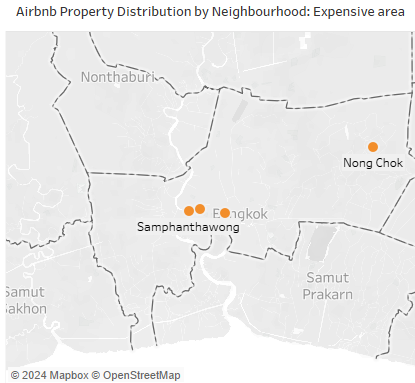 Airbnb Property Distribution by Neighbourhood: Expensive area
Nonthaburi
Nong Chok
Bangkok
Samphanthawong
Samut
Prakarn
Samut
Sakhon
© 2024 Mapbox © OpenStreetMap